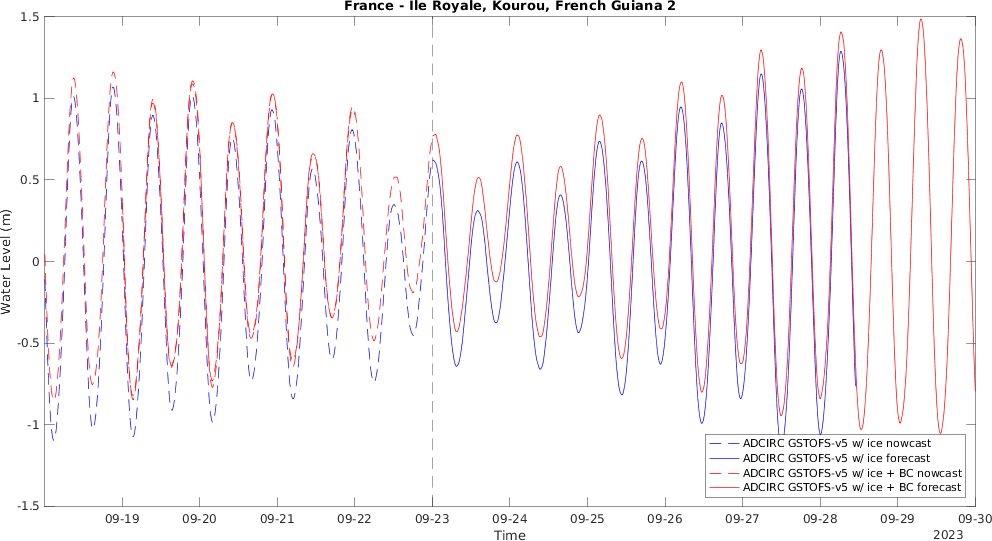 France - Ile Royale, Kourou, French Guiana 2
1.5
1
0.5
0
-0.5
-1
-1.5
Water Level (m)
ADCIRC GSTOFS-v5 w/ ice nowcast
ADCIRC GSTOFS-v5 w/ ice forecast
ADCIRC GSTOFS-v5 w/ ice + BC nowcast
ADCIRC GSTOFS-v5 w/ ice + BC forecast
09-19 09-20 09-21 09-22 09-23 09-24 09-25 09-26 09-27 09-28 09-29 09-30
Time
2023